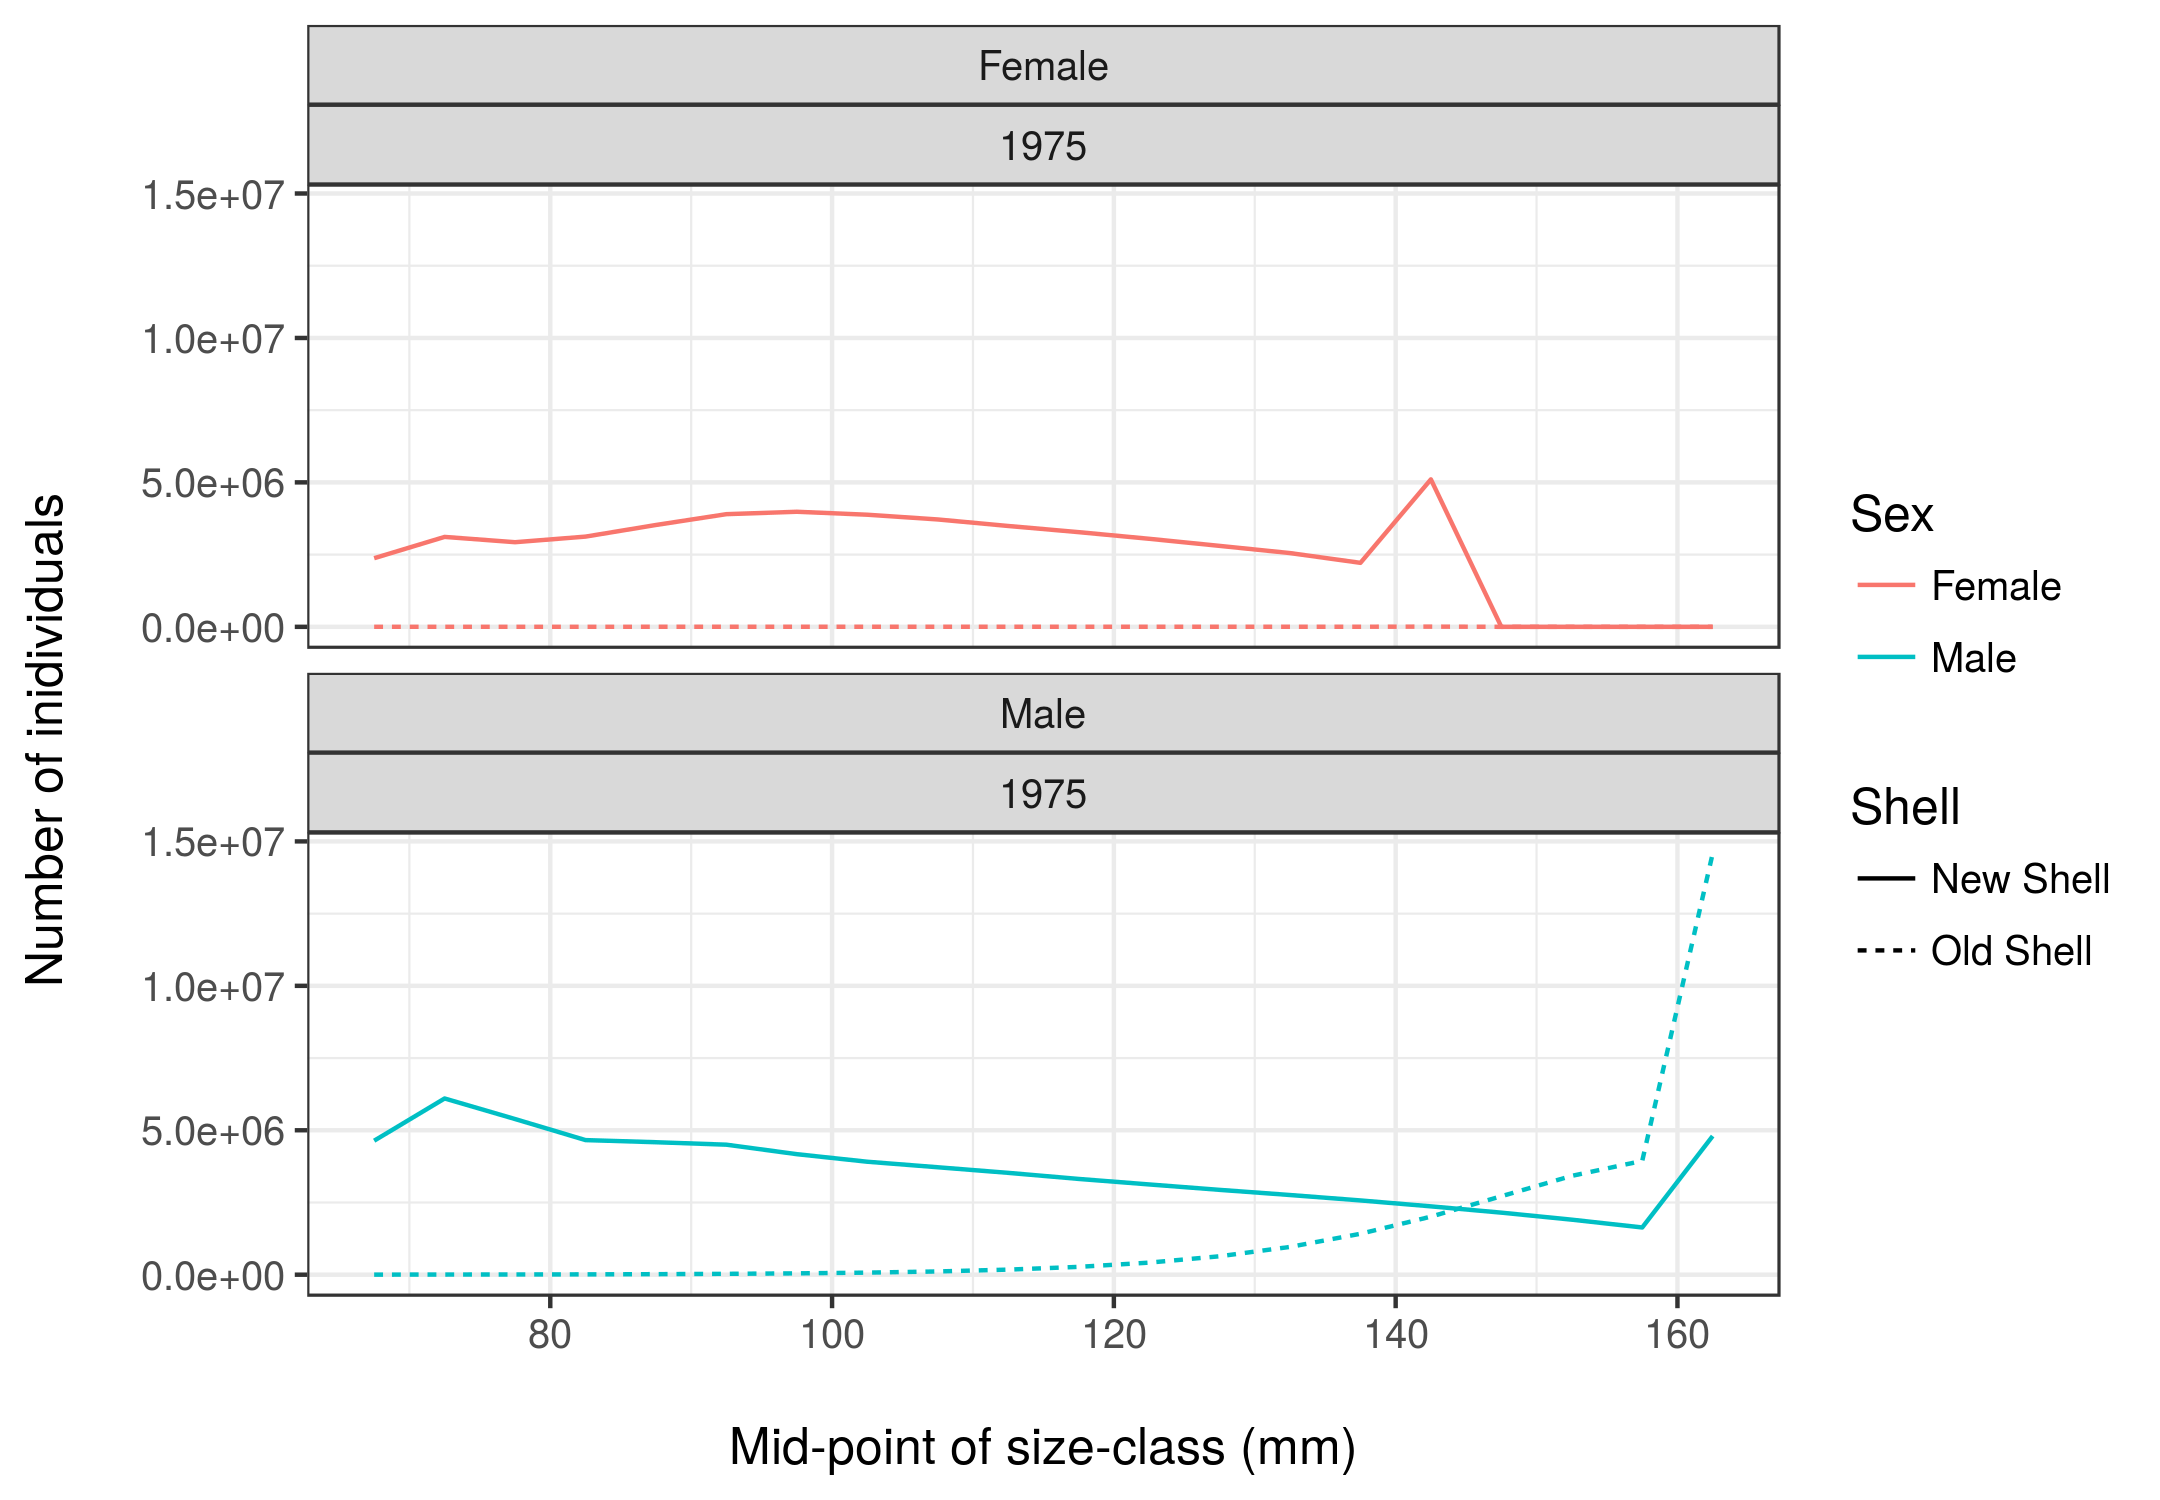 Female
1975
1.5e+07
1.0e+07
5.0e+06
0.0e+00
Male
1975
1.5e+07
1.0e+07
5.0e+06
0.0e+00
80 100 120 140 160
Mid-point of size-class (mm)
Number of inidividuals
Sex
Female
Male
Shell
New Shell
Old Shell